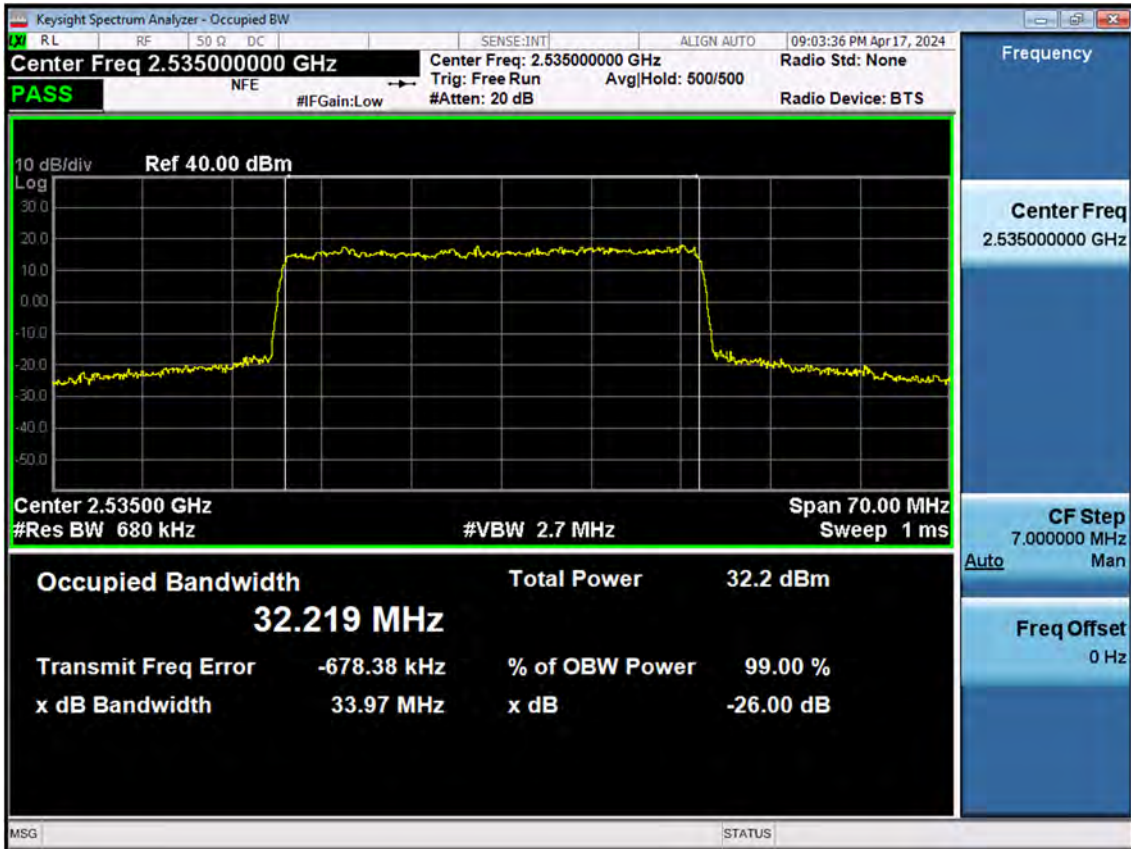 Keysight Spectrum Analyzer - Occupied BW
LXI RL RF 50 Ω DC SENSE:INT ALIGN AUTO 09:03:36 PM Apr 17, 2024
Center Freq 2.535000000 GHz
Center Freq: 2.535000000 GHz Radio Std: None
NFE Trig: Free Run Avg|Hold: 500/500
PASS #IFGain:Low #Atten: 20 dB Radio Device: BTS
10 dB/div Ref 40.00 dBm
Log
30.0
20.0
10.0
0.00
-10.0
-20.0
-30.0
-40.0
-50.0
Center 2.53500 GHz Span 70.00 MHz
#Res BW 680 kHz #VBW 2.7 MHz Sweep 1 ms
Occupied Bandwidth Total Power 32.2 dBm
32.219 MHz
Transmit Freq Error -678.38 kHz % of OBW Power 99.00 %
x dB Bandwidth 33.97 MHz x dB -26.00 dB
MSG STATUS
Frequency
Center Freq
2.535000000 GHz
CF Step
7.000000 MHz
Auto Man
Freq Offset
0 Hz